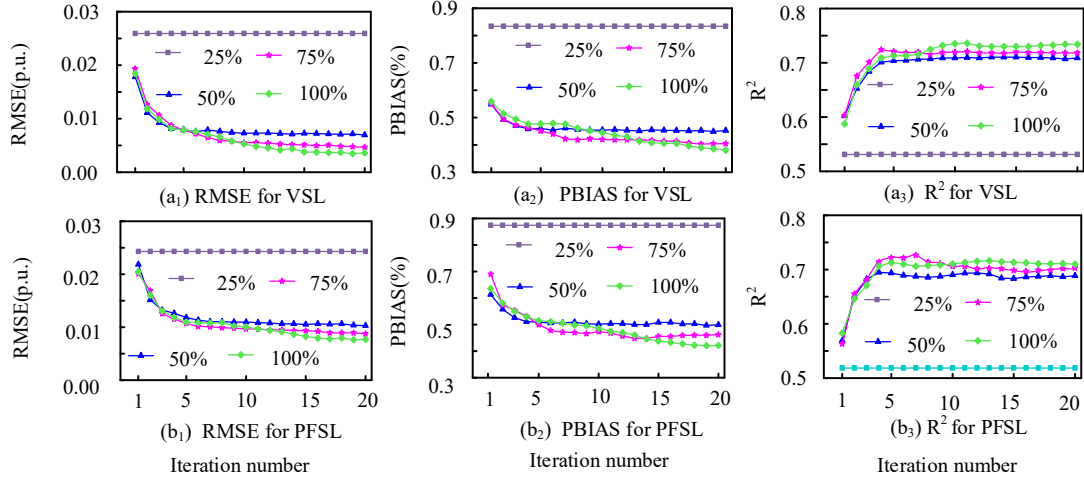 RMSE(p.u.)
0.03
0.02
0.01
0.00
25%
75%
50%
100%
(a₁) RMSE for VSL
PBIAS(%)
0.9
0.7
0.5
0.3
25%
75%
50%
100%
(a₂) PBIAS for VSL
R²
0.8
0.7
0.6
0.5
25%
75%
50%
100%
(a₃) R² for VSL
RMSE(p.u.)
0.03
0.02
0.01
0.00
25%
75%
50%
100%
1 5 10 15 20
(b₁) RMSE for PFSL
Iteration number
PBIAS(%)
0.9
0.7
0.5
0.3
25%
75%
50%
100%
1 5 10 15 20
(b₂) PBIAS for PFSL
Iteration number
R²
0.8
0.7
0.6
0.5
25%
75%
50%
100%
1 5 10 15 20
(b₃) R² for PFSL
Iteration number